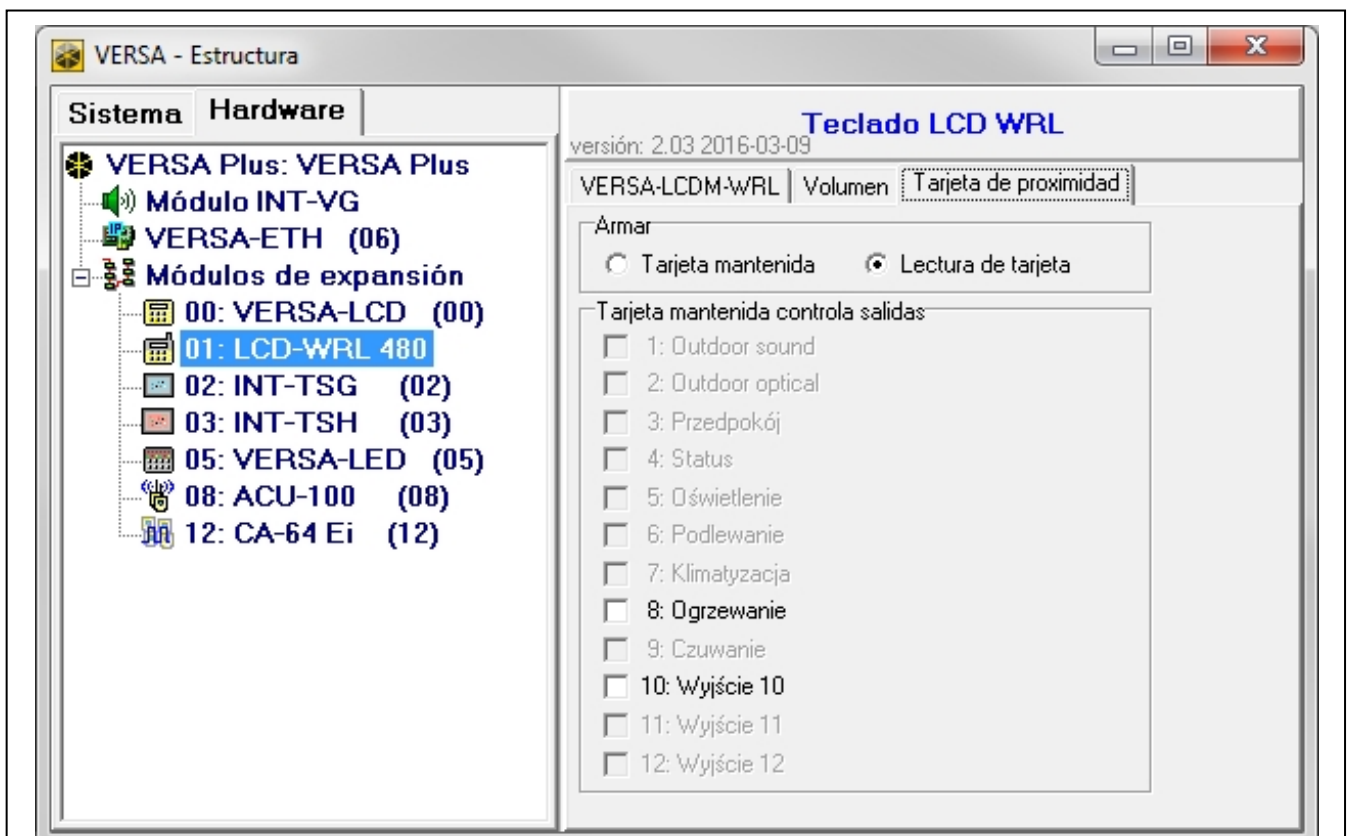 VERSA - Estructura
Sistema Hardware
VERSA Plus: VERSA Plus
Módulo INT-VG
VERSA-ETH (06)
Módulos de expansión
00: VERSA-LCD (00)
01: LCD-WRL 480
02: INT-TSG (02)
03: INT-TSH (03)
05: VERSA-LED (05)
08: ACU-100 (08)
12: CA-64 Ei (12)
Teclado LCD WRL
versión: 2.03 2016-03-09
VERSA-LCDM-WRL Volumen Tarjeta de proximidad
Armar
Tarjeta mantenida Lectura de tarjeta
Tarjeta mantenida controla salidas
1: Outdoor sound
2: Outdoor optical
3: Przedpokój
4: Status
5: Oświetlenie
6: Podlewanie
7: Klimatyzacja
8: Ogrzewanie
9: Czuwanie
10: Wyjście 10
11: Wyjście 11
12: Wyjście 12